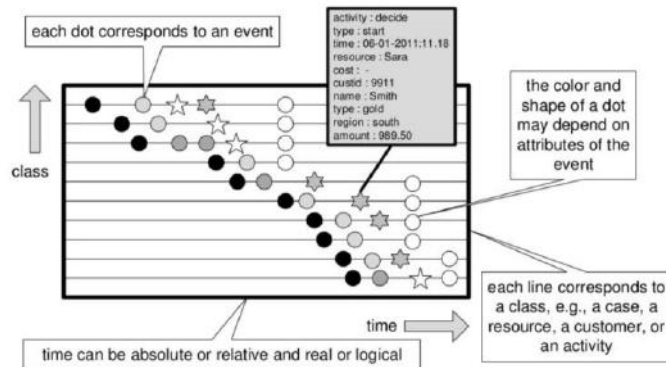 each dot corresponds to an event
activity : decide
type : start
time : 06-01-2011:11.18
resource : Sara
cost : -
custid : 9911
name : Smith
type : gold
region : south
amount : 989.50
the color and
shape of a dot
may depend on
attributes of the
event
class
each line corresponds to
a class, e.g., a case, a
resource, a customer, or
an activity
time
time can be absolute or relative and real or logical